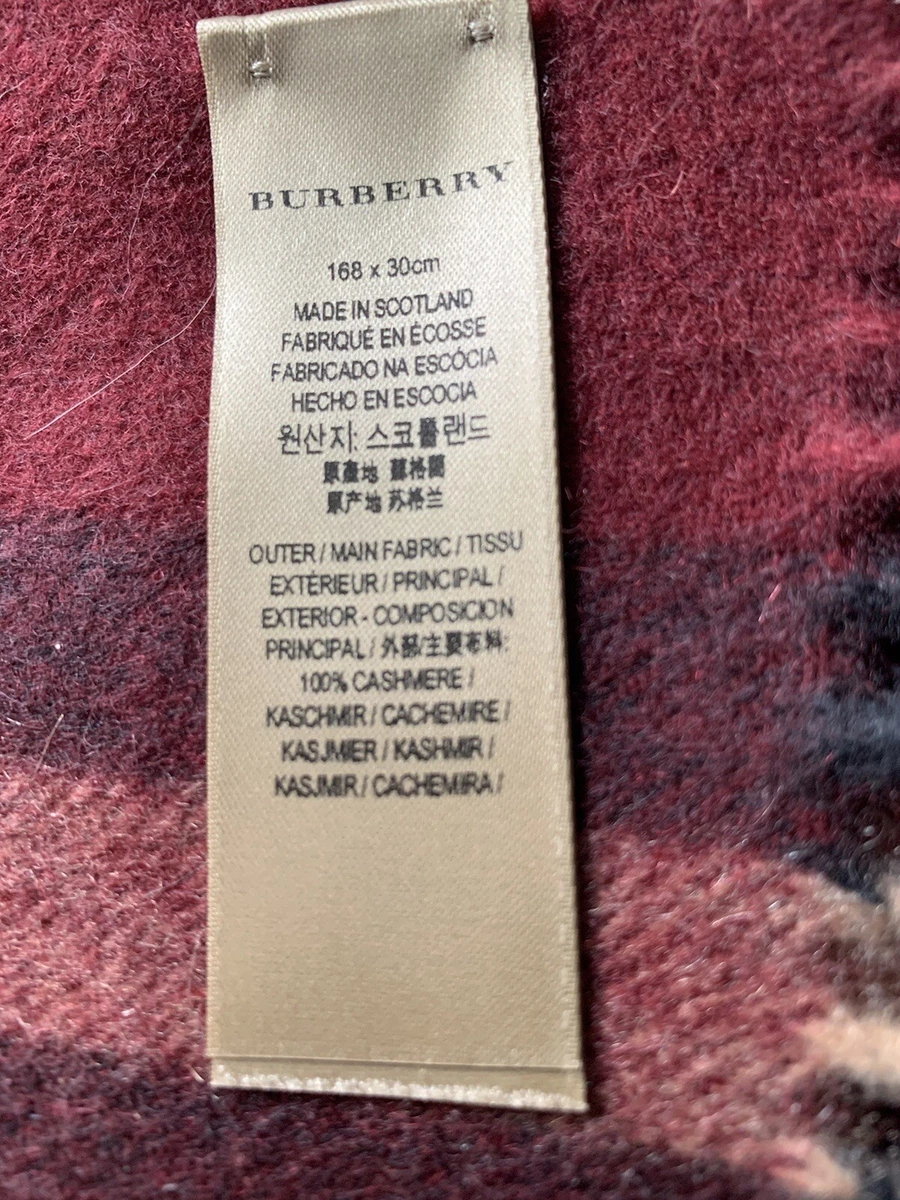 BURBERRY
168 x 30cm
MADE IN SCOTLAND
FABRIQUÉ EN ÉCOSSE
FABRICADO NA ESCÓCIA
HECHO EN ESCOCIA
원산지: 스코틀랜드
原產地 蘇格蘭
原产地 苏格兰
OUTER / MAIN FABRIC / TISSU
EXTÉRIEUR / PRINCIPAL /
EXTERIOR - COMPOSICION
PRINCIPAL / 外部/主要布料:
100% CASHMERE /
KASCHMIR / CACHEMIRE /
KASJMIER / KASHMIR /
KASJMIR / CACHEMIRA /